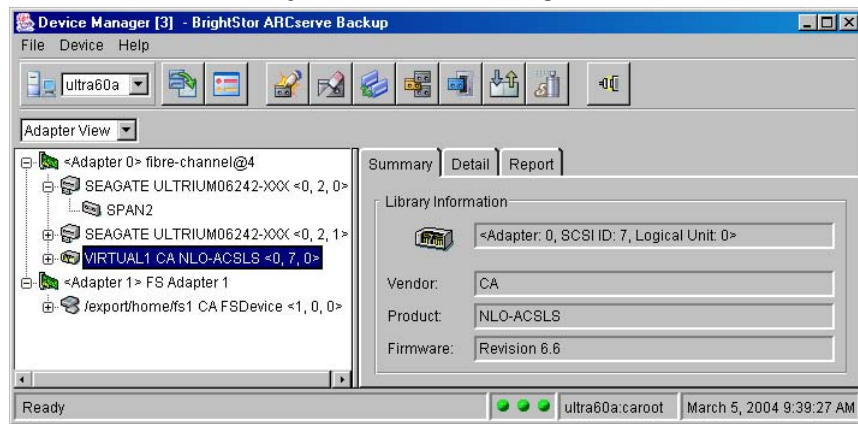 Device Manager [3] - BrightStor ARCserve Backup
File Device Help
ultra60a
Adapter View
<Adapter 0> fibre-channel@4
SEAGATE ULTRIUM06242-XXX <0, 2, 0>
SPAN2
SEAGATE ULTRIUM06242-XXX <0, 2, 1>
VIRTUAL1 CA NLO-ACSLS <0, 7, 0>
<Adapter 1> FS Adapter 1
/export/home/fs1 CA FSDevice <1, 0, 0>
Summary Detail Report
Library Information
<Adapter: 0, SCSI ID: 7, Logical Unit: 0>
Vendor: CA
Product: NLO-ACSLS
Firmware: Revision 6.6
Ready ultra60a:caroot March 5, 2004 9:39:27 AM